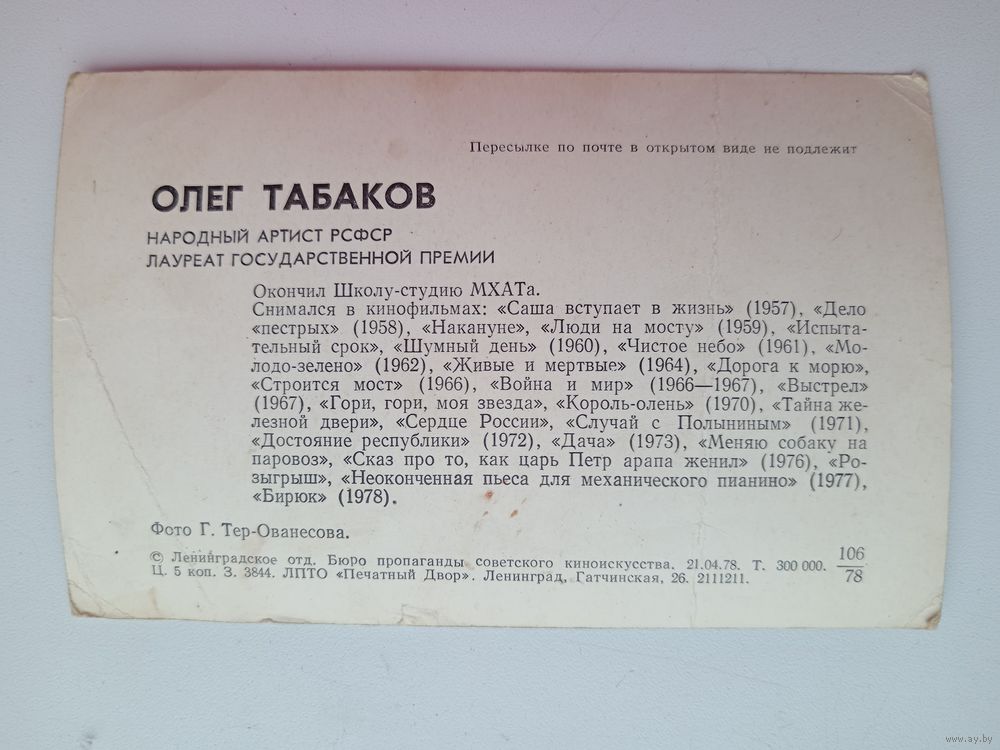 Пересылке по почте в открытом виде не подлежит
ОЛЕГ ТАБАКОВ
НАРОДНЫЙ АРТИСТ РСФСР
ЛАУРЕАТ ГОСУДАРСТВЕННОЙ ПРЕМИИ
Окончил Школу-студию МХАТа.
Снимался в кинофильмах: «Саша вступает в жизнь» (1957), «Дело
«пестрых» (1958), «Накануне», «Люди на мосту» (1959), «Испыта-
тельный срок», «Шумный день» (1960), «Чистое небо» (1961), «Мо-
лодо-зелено» (1962), «Живые и мертвые» (1964), «Дорога к морю»,
«Строится мост» (1966), «Война и мир» (1966—1967), «Выстрел»
(1967), «Гори, гори, моя звезда», «Король-олень» (1970), «Тайна же-
лезной двери», «Сердце России», «Случай с Полыниным» (1971),
«Достояние республики» (1972), «Дача» (1973), «Меняю собаку на
паровоз», «Сказ про то, как царь Петр арапа женил» (1976), «Ро-
зыгрыш», «Неоконченная пьеса для механического пианино» (1977),
«Бирюк» (1978).
Фото Г. Тер-Ованесова.
© Ленинградское отд. Бюро пропаганды советского киноискусства. 21.04.78. Т. 300 000.
Ц. 5 коп. З. 3844. ЛПТО «Печатный Двор». Ленинград, Гатчинская, 26. 2111211.
106
78
www.ay.by